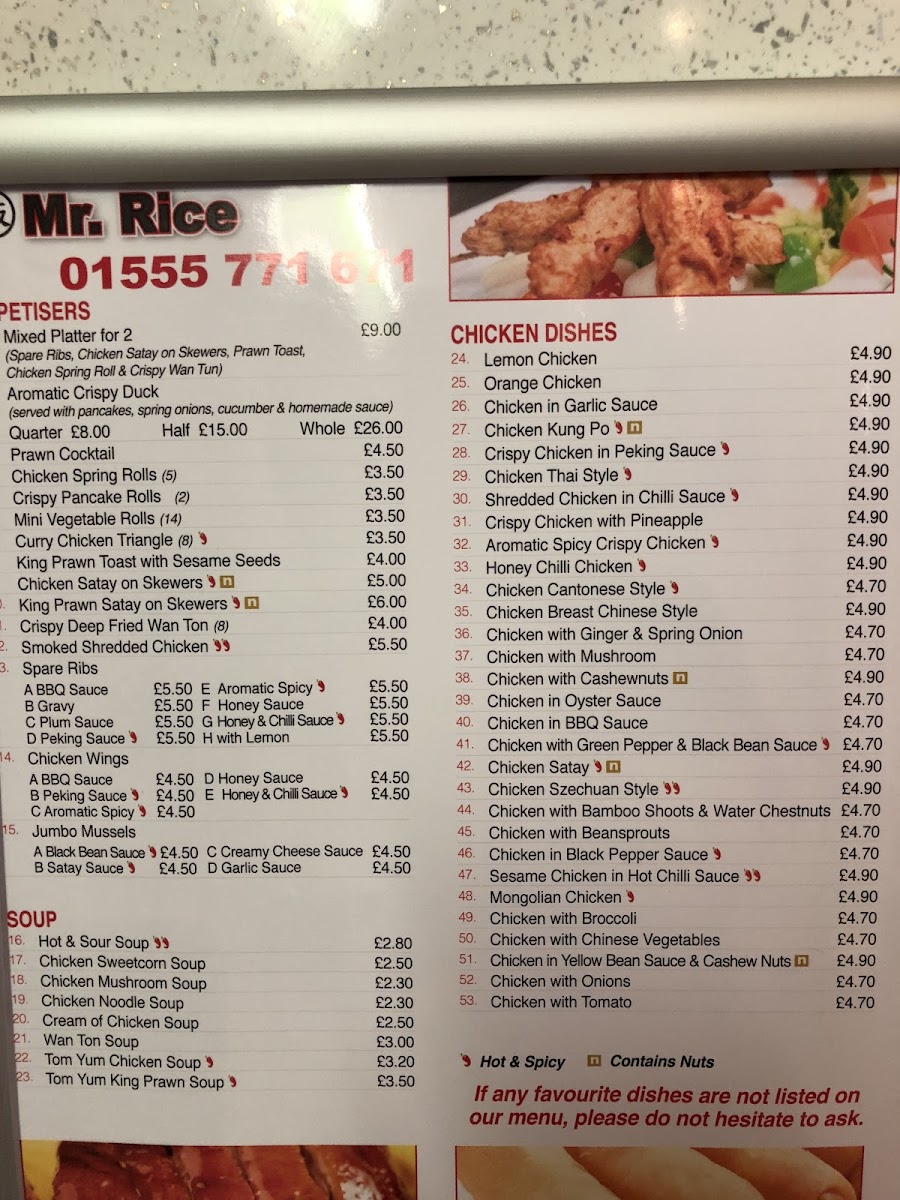 Mr. Rice
01555 771 671
PETISERS
Mixed Platter for 2 £9.00
(Spare Ribs, Chicken Satay on Skewers, Prawn Toast,
Chicken Spring Roll & Crispy Wan Tun)
Aromatic Crispy Duck
(served with pancakes, spring onions, cucumber & homemade sauce)
Quarter £8.00 Half £15.00 Whole £26.00
Prawn Cocktail £4.50
Chicken Spring Rolls (5) £3.50
Crispy Pancake Rolls (2) £3.50
Mini Vegetable Rolls (14) £3.50
Curry Chicken Triangle (8) £3.50
King Prawn Toast with Sesame Seeds £4.00
Chicken Satay on Skewers n £5.00
0. King Prawn Satay on Skewers n £6.00
1. Crispy Deep Fried Wan Ton (8) £4.00
2. Smoked Shredded Chicken £5.50
3. Spare Ribs
A BBQ Sauce £5.50 E Aromatic Spicy £5.50
B Gravy £5.50 F Honey Sauce £5.50
C Plum Sauce £5.50 G Honey & Chilli Sauce £5.50
D Peking Sauce £5.50 H with Lemon £5.50
14. Chicken Wings
A BBQ Sauce £4.50 D Honey Sauce £4.50
B Peking Sauce £4.50 E Honey & Chilli Sauce £4.50
C Aromatic Spicy £4.50
15. Jumbo Mussels
A Black Bean Sauce £4.50 C Creamy Cheese Sauce £4.50
B Satay Sauce £4.50 D Garlic Sauce £4.50
SOUP
16. Hot & Sour Soup £2.80
17. Chicken Sweetcorn Soup £2.50
18. Chicken Mushroom Soup £2.30
19. Chicken Noodle Soup £2.30
20. Cream of Chicken Soup £2.50
21. Wan Ton Soup £3.00
22. Tom Yum Chicken Soup £3.20
23. Tom Yum King Prawn Soup £3.50
CHICKEN DISHES
24. Lemon Chicken £4.90
25. Orange Chicken £4.90
26. Chicken in Garlic Sauce £4.90
27. Chicken Kung Po n £4.90
28. Crispy Chicken in Peking Sauce £4.90
29. Chicken Thai Style £4.90
30. Shredded Chicken in Chilli Sauce £4.90
31. Crispy Chicken with Pineapple £4.90
32. Aromatic Spicy Crispy Chicken £4.90
33. Honey Chilli Chicken £4.90
34. Chicken Cantonese Style £4.70
35. Chicken Breast Chinese Style £4.90
36. Chicken with Ginger & Spring Onion £4.70
37. Chicken with Mushroom £4.70
38. Chicken with Cashewnuts n £4.90
39. Chicken in Oyster Sauce £4.70
40. Chicken in BBQ Sauce £4.70
41. Chicken with Green Pepper & Black Bean Sauce £4.70
42. Chicken Satay n £4.90
43. Chicken Szechuan Style £4.90
44. Chicken with Bamboo Shoots & Water Chestnuts £4.70
45. Chicken with Beansprouts £4.70
46. Chicken in Black Pepper Sauce £4.70
47. Sesame Chicken in Hot Chilli Sauce £4.90
48. Mongolian Chicken £4.90
49. Chicken with Broccoli £4.70
50. Chicken with Chinese Vegetables £4.70
51. Chicken in Yellow Bean Sauce & Cashew Nuts n £4.90
52. Chicken with Onions £4.70
53. Chicken with Tomato £4.70
Hot & Spicy n Contains Nuts
If any favourite dishes are not listed on
our menu, please do not hesitate to ask.